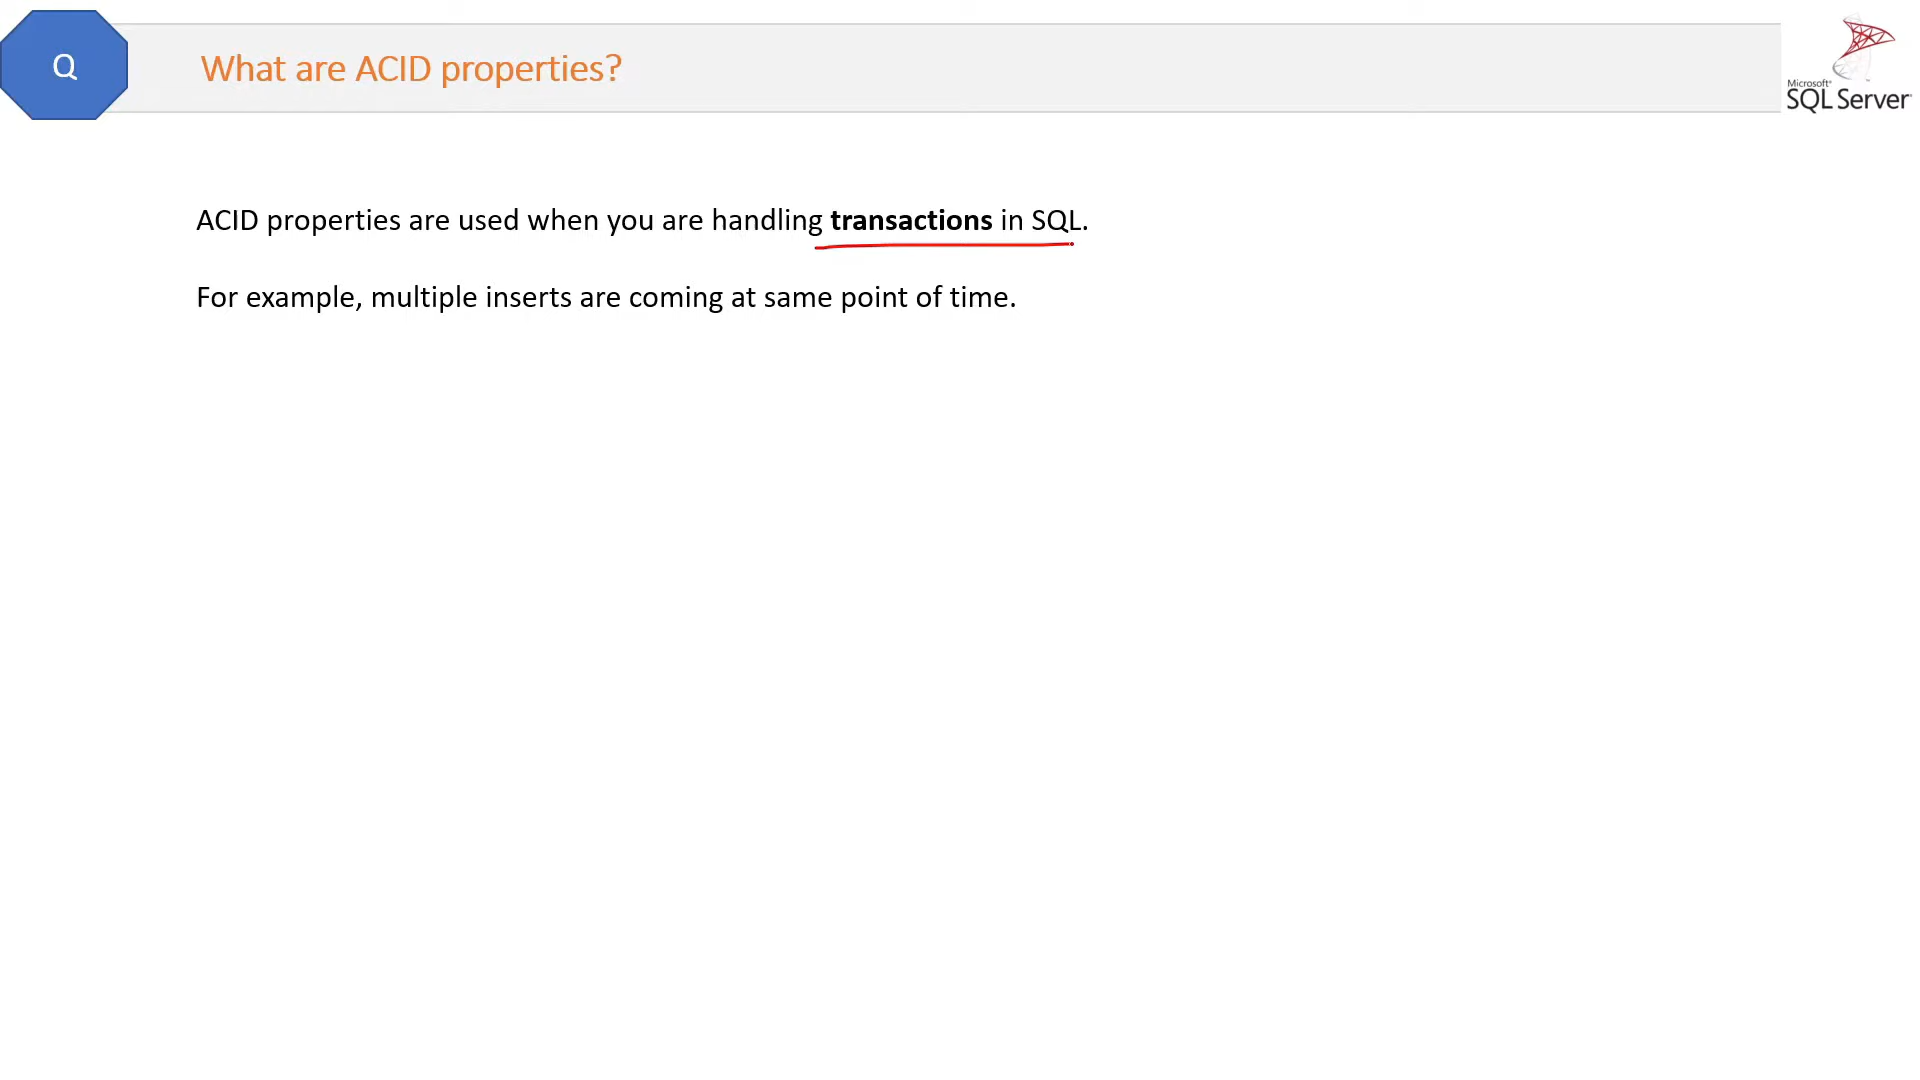 Q
What are ACID properties?
Microsoft®
SQL Server
ACID properties are used when you are handling transactions in SQL.
For example, multiple inserts are coming at same point of time.